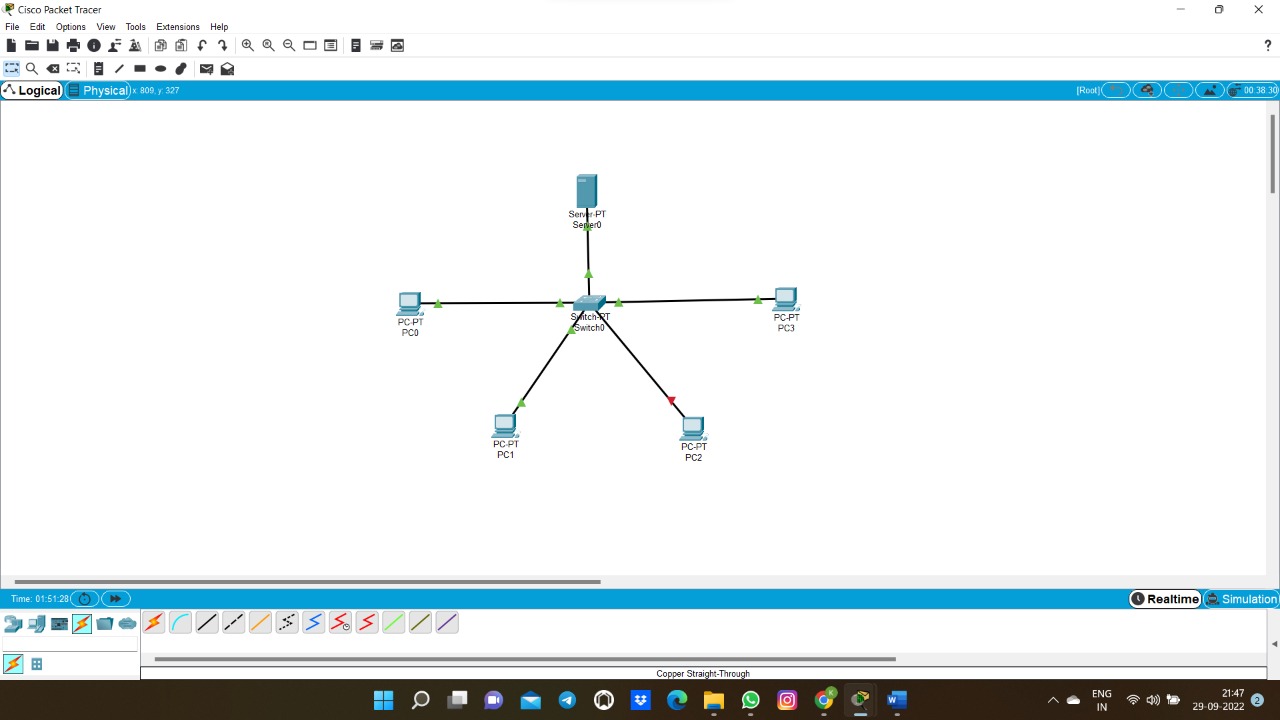 Cisco Packet Tracer
File Edit Options View Tools Extensions Help
?
Logical Physical x: 809, y: 327 [Root] 00:38:30
Server-PT
Server0
Switch-PT
Switch0
PC-PT
PC0
PC-PT
PC3
PC-PT
PC1
PC-PT
PC2
Time: 01:51:28 Realtime Simulation
Copper Straight-Through
ENG
IN
21:47
29-09-2022
2